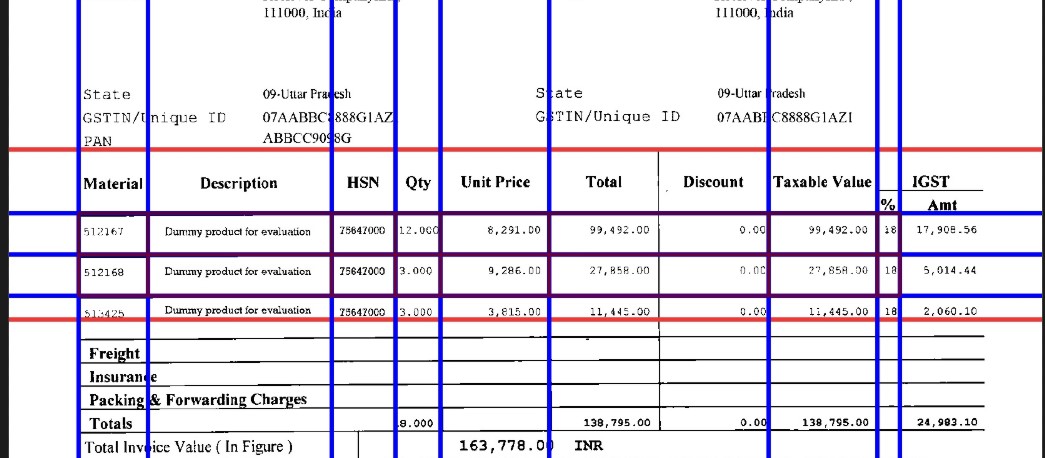 111000, India 111000, India
State 09-Uttar Pradesh State 09-Uttar Pradesh
GSTIN/Unique ID 07AABBC8888G1AZ GSTIN/Unique ID 07AABBC8888G1AZ1
PAN ABBCC9098G
Material Description HSN Qty Unit Price Total Discount Taxable Value IGST
% Amt
512167 Dummy product for evaluation 75647000 12.000 8,291.00 99,492.00 0.00 99,492.00 18 17,908.56
512168 Dummy product for evaluation 75647000 3.000 9,286.00 27,858.00 0.00 27,858.00 18 5,014.44
513425 Dummy product for evaluation 75647000 3.000 3,815.00 11,445.00 0.00 11,445.00 18 2,060.10
Freight
Insurance
Packing & Forwarding Charges
Totals 8.000 138,795.00 0.00 138,795.00 24,983.10
Total Invoice Value ( In Figure ) 163,778.00 INR